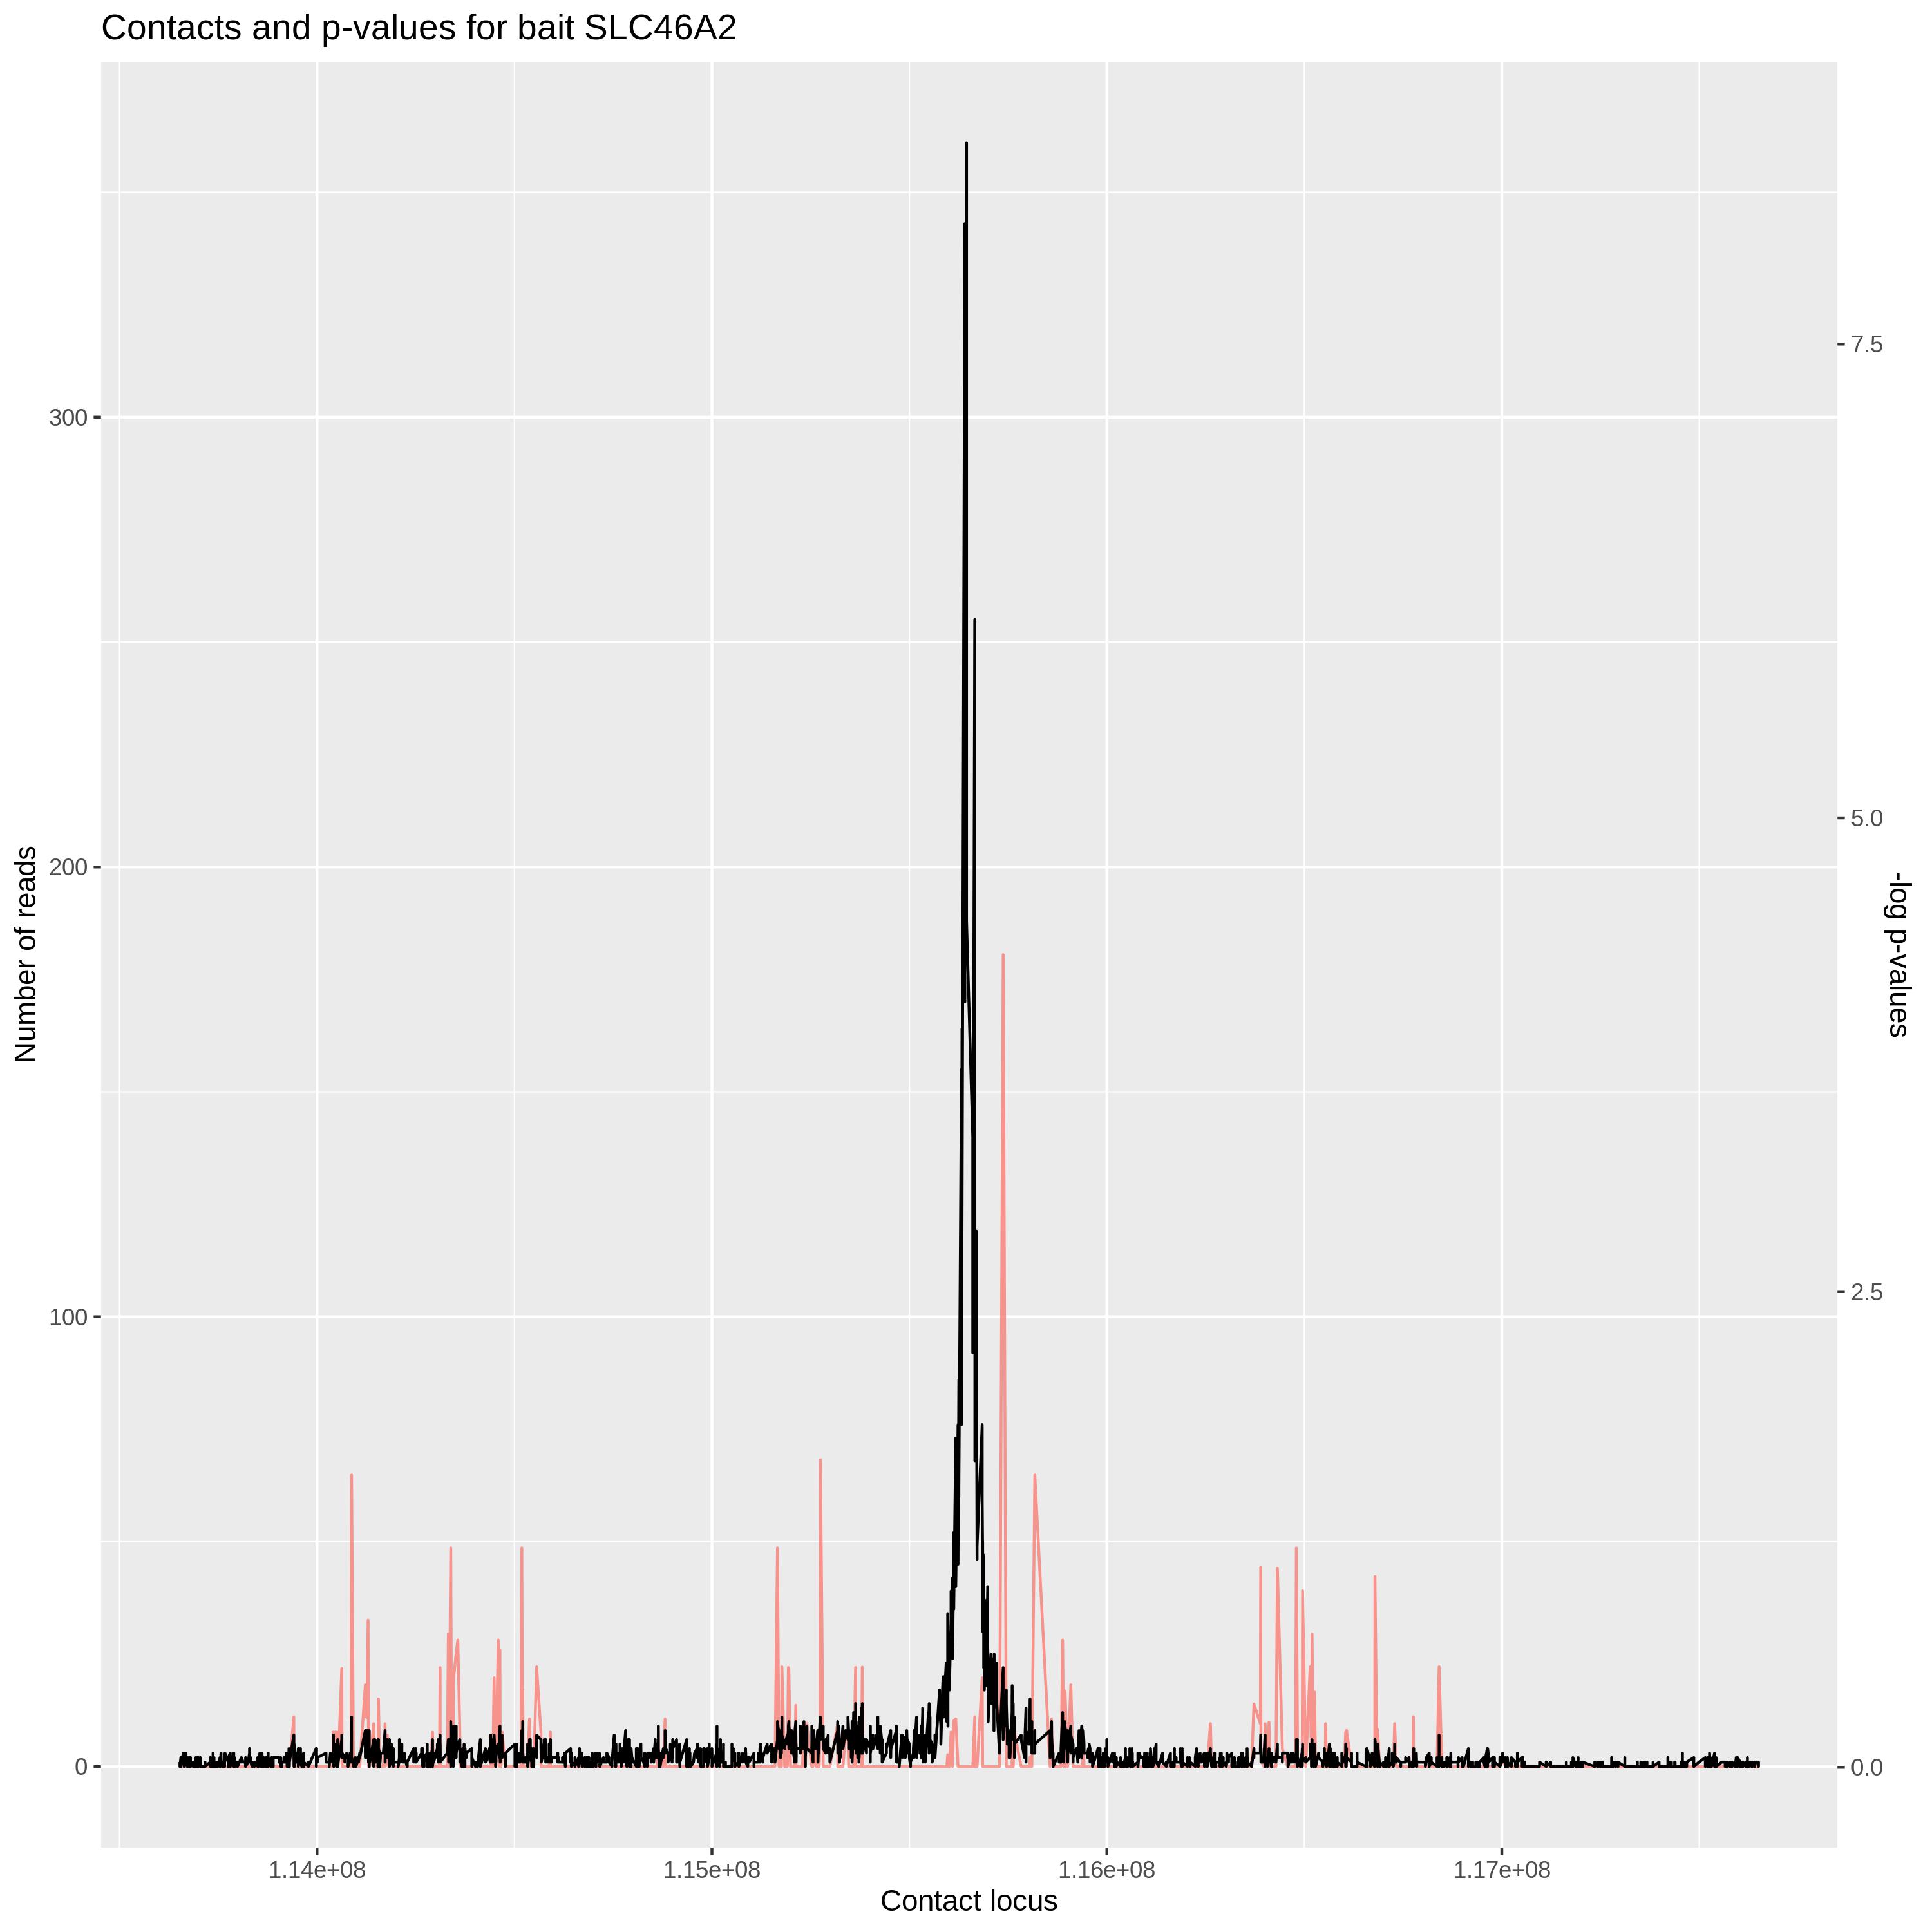 Contacts and p-values for bait SLC46A2
300
200
100
0
7.5
5.0
2.5
0.0
Number of reads
-log p-values
1.14e+08
1.15e+08
1.16e+08
1.17e+08
Contact locus